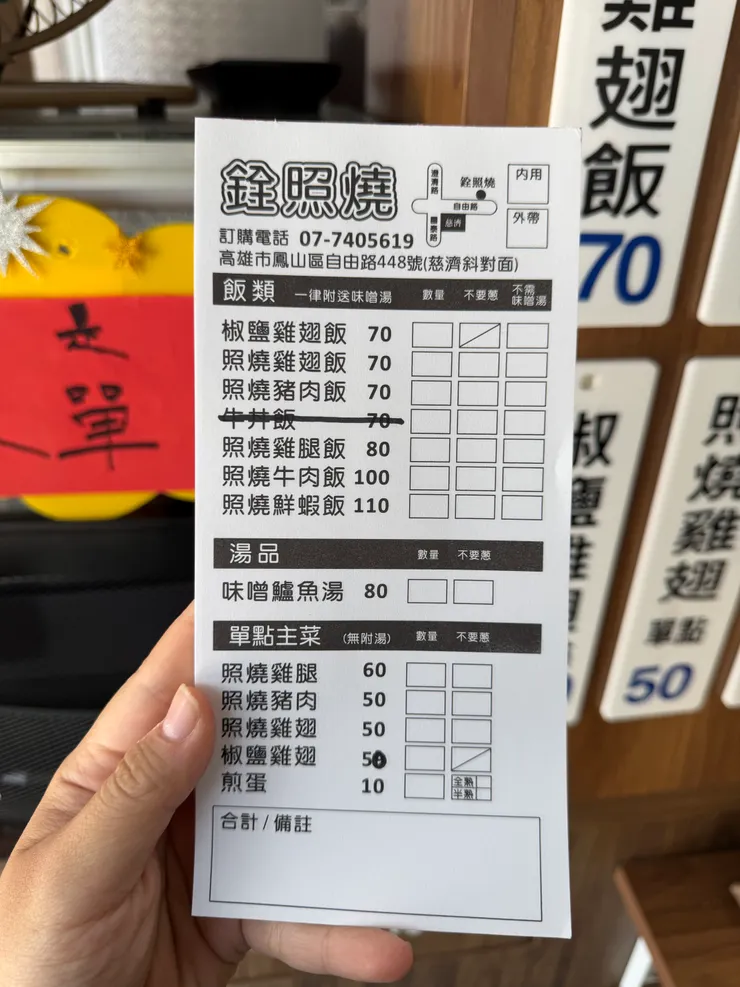 銓照燒
訂購電話 07-7405619
高雄市鳳山區自由路448號(慈濟斜對面)
澄清路
銓照燒
自由路
慈濟
內用
外帶
飯類 一律附送味噌湯 數量 不要蔥 不需味噌湯
椒鹽雞翅飯 70
照燒雞翅飯 70
照燒豬肉飯 70
牛丼飯 70
照燒雞腿飯 80
照燒牛肉飯 100
照燒鮮蝦飯 110
湯品 數量 不要蔥
味噌鱸魚湯 80
單點主菜 (無附湯) 數量 不要蔥
照燒雞腿 60
照燒豬肉 50
照燒雞翅 50
椒鹽雞翅 50
煎蛋 10 全熟 半熟
合計/備註
單
雞翅飯
70
照燒雞翅
單點
50